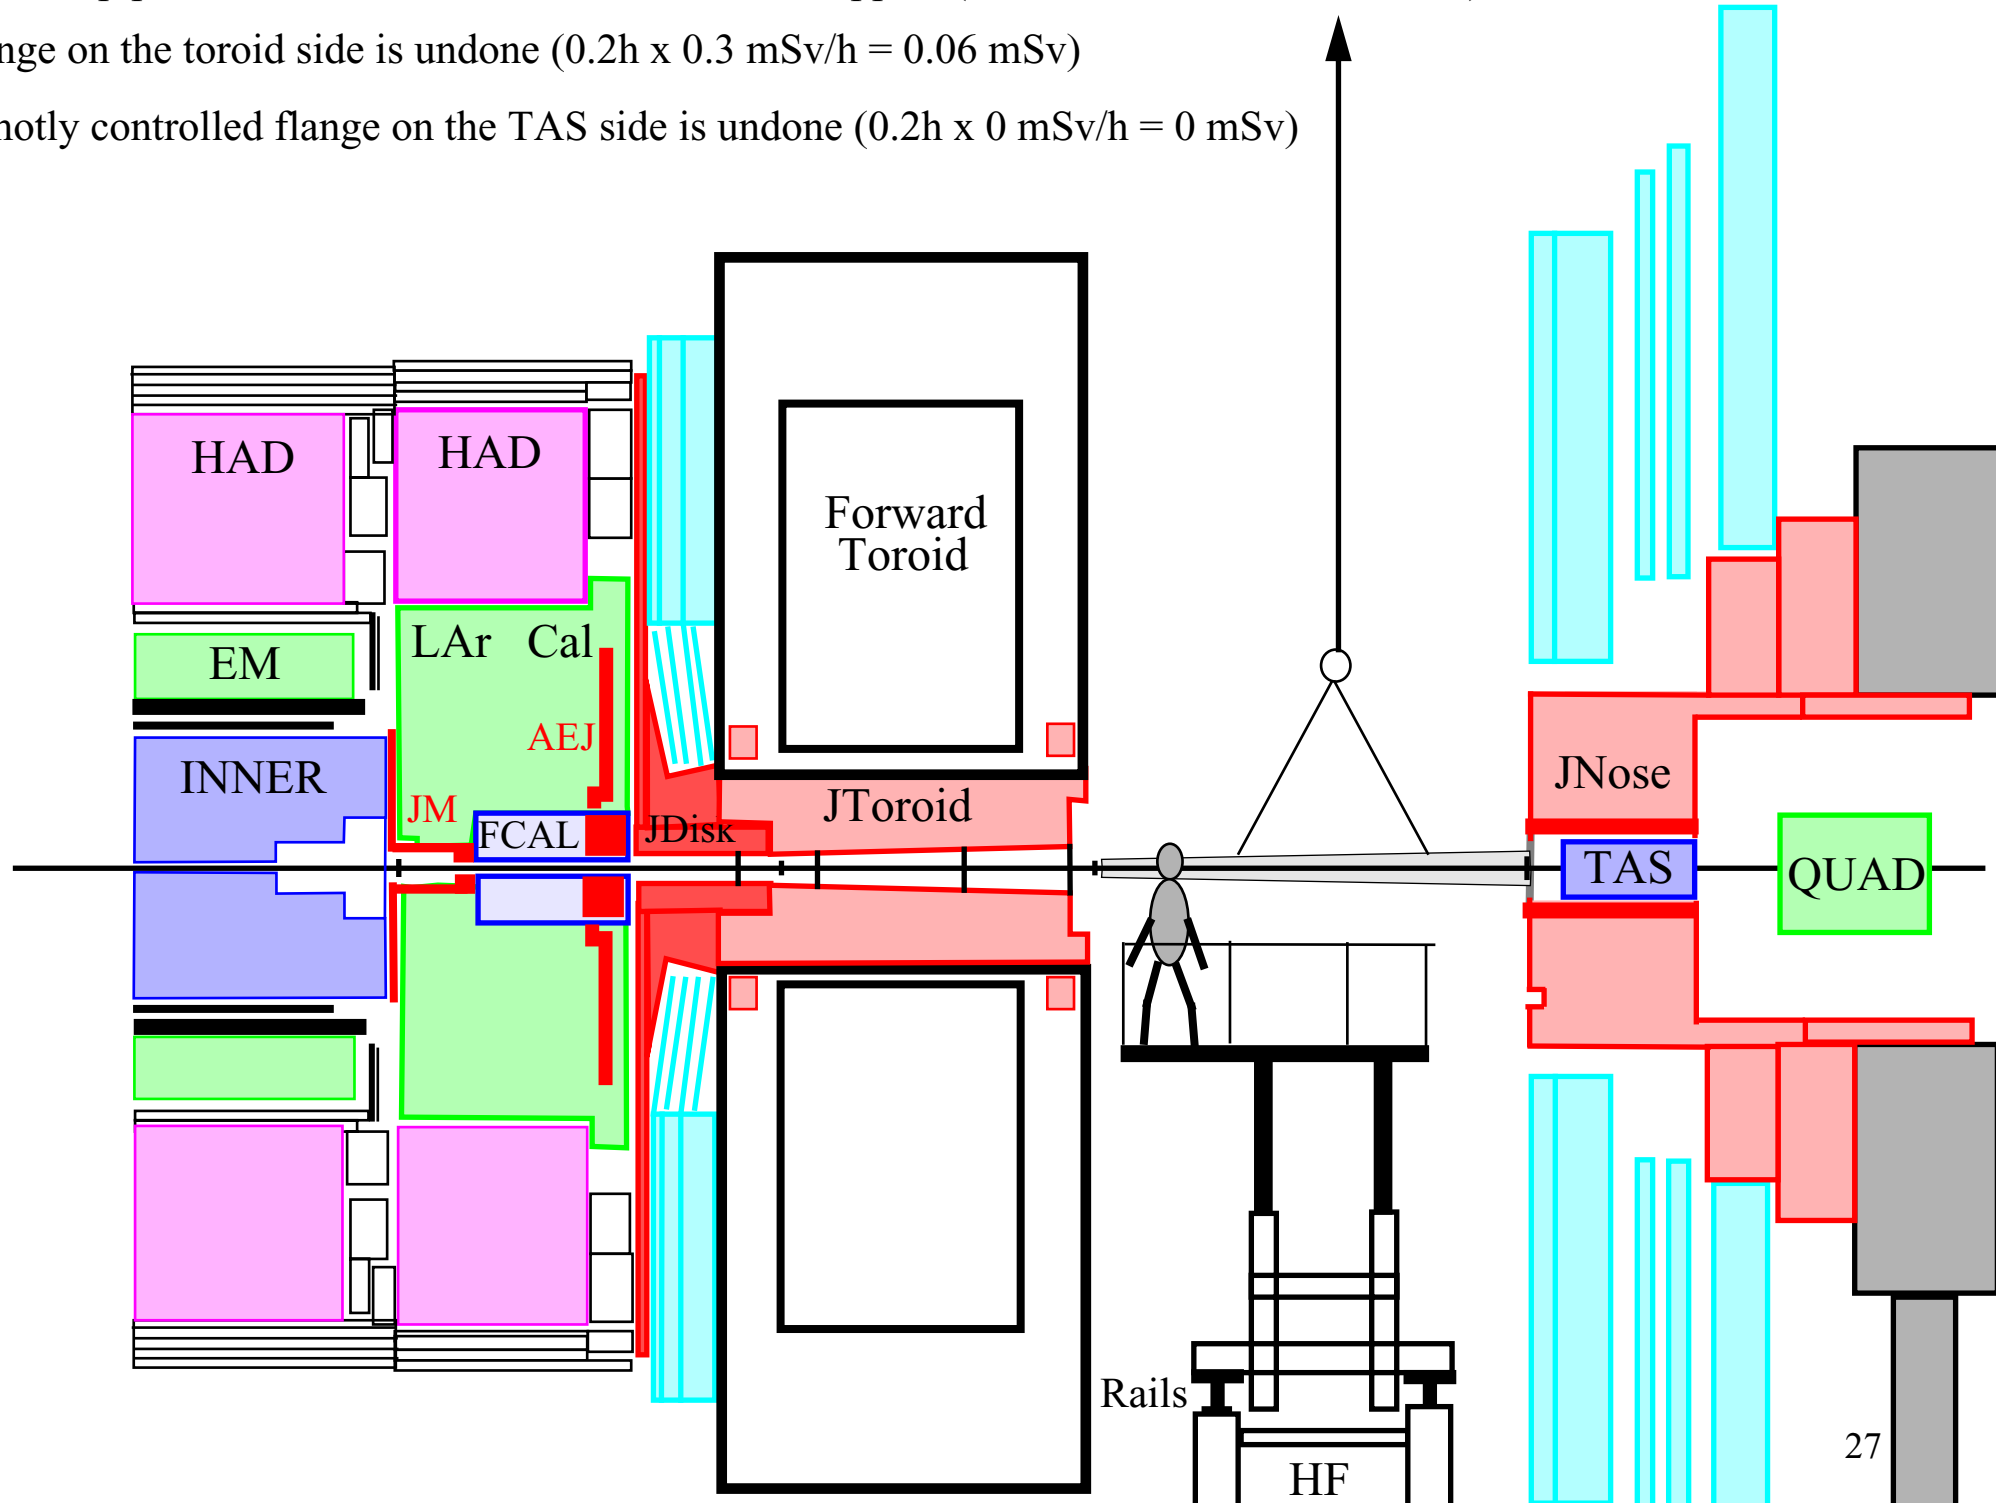 nge on the toroid side is undone (0.2h x 0.3 mSv/h = 0.06 mSv)
notly controlled flange on the TAS side is undone (0.2h x 0 mSv/h = 0 mSv)
HAD
HAD
Forward
Toroid
LAr Cal
EM
AEJ
INNER
JM
FCAL
JDisk
JToroid
JNose
TAS
QUAD
Rails
HF
27